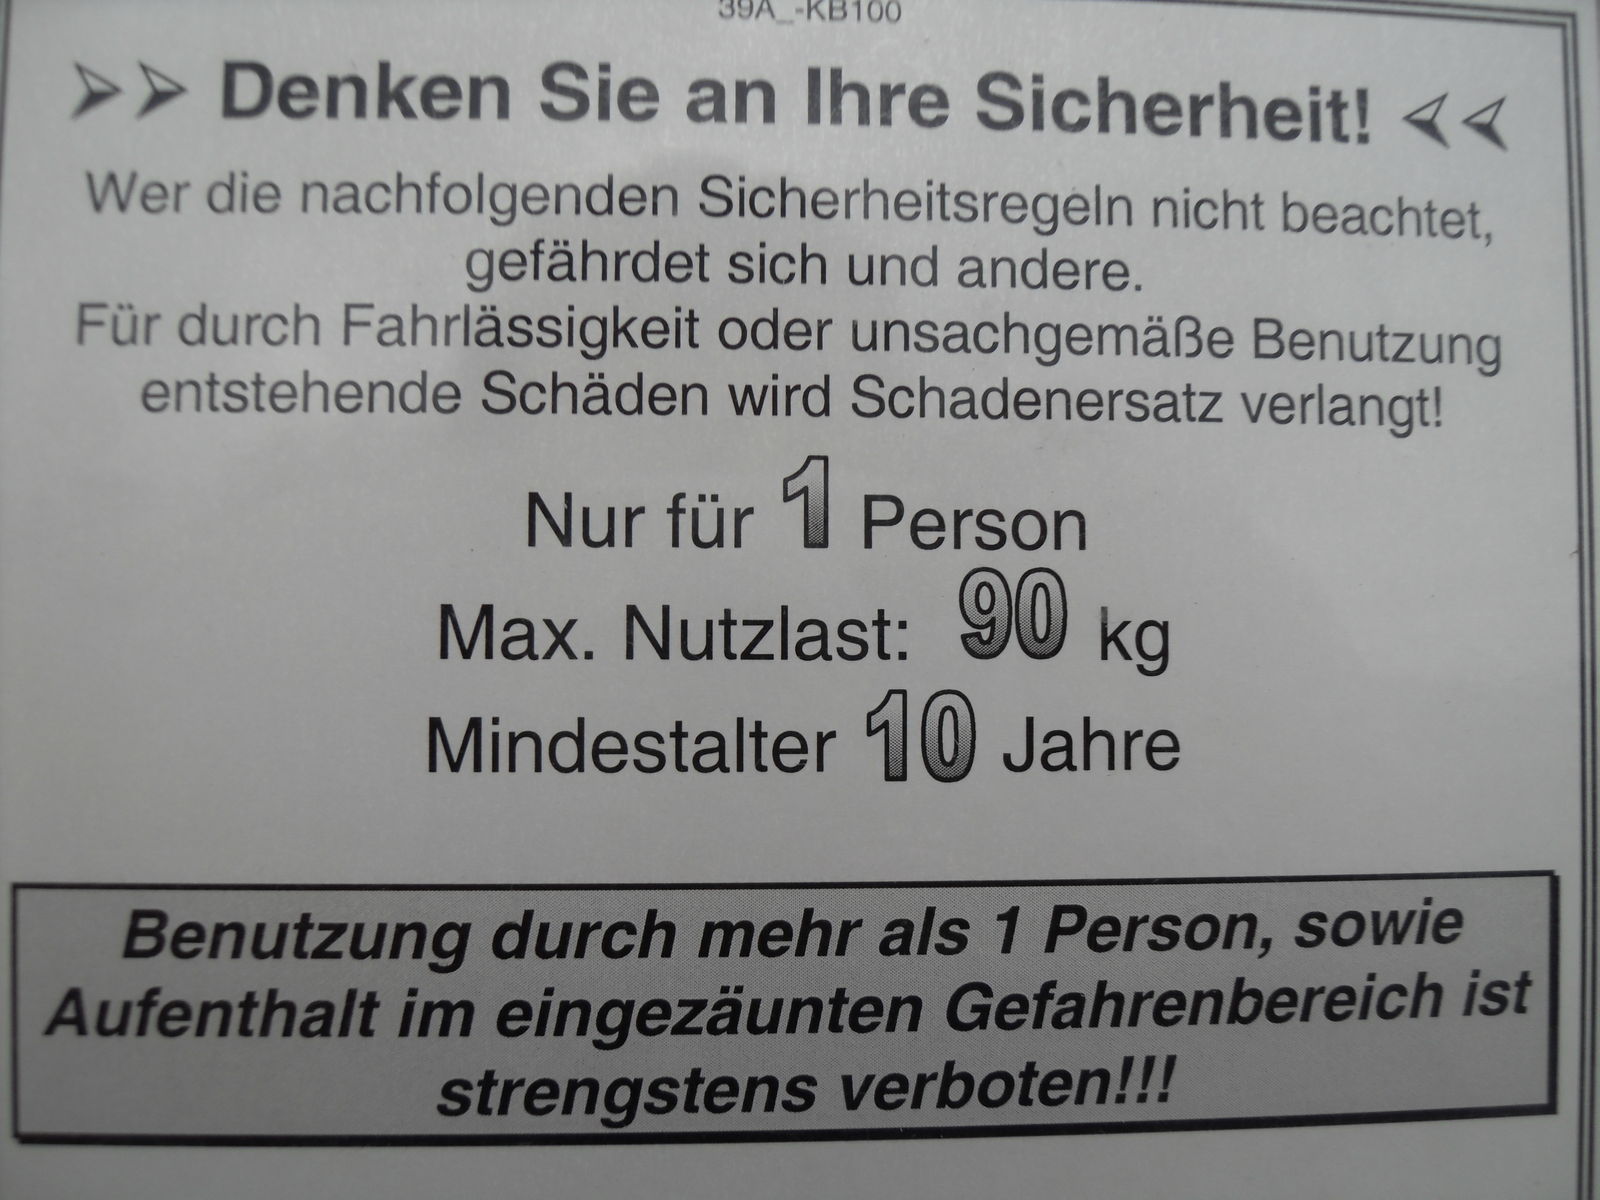 39A_-KB100
Denken Sie an Ihre Sicherheit!
Wer die nachfolgenden Sicherheitsregeln nicht beachtet,
gefährdet sich und andere.
Für durch Fahrlässigkeit oder unsachgemäße Benutzung
entstehende Schäden wird Schadenersatz verlangt!
Nur für 1 Person
Max. Nutzlast: 90 kg
Mindestalter 10 Jahre
Benutzung durch mehr als 1 Person, sowie
Aufenthalt im eingezäunten Gefahrenbereich ist
strengstens verboten!!!